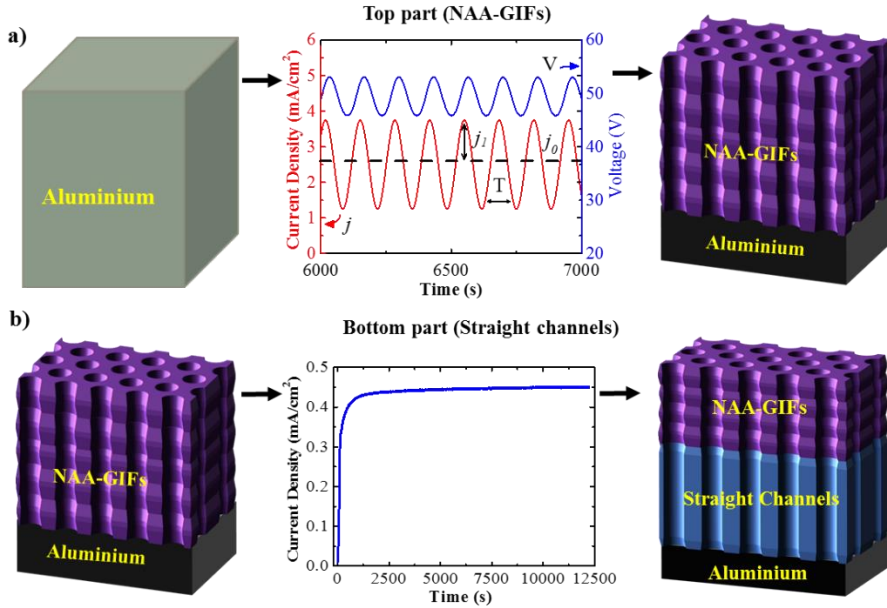 a)
Top part (NAA-GIFs)
Aluminium
Current Density (mA/cm²)
6
5
4
3
2
1
0
60
50
40
30
20
Voltage (V)
V
j₁
j₀
T
j
6000
6500
7000
Time (s)
NAA-GIFs
Aluminium
b)
Bottom part (Straight channels)
NAA-GIFs
Aluminium
Current Density (mA/cm²)
0.5
0.4
0.3
0.2
0.1
0.0
0
2500
5000
7500
10000
12500
Time (s)
NAA-GIFs
Straight Channels
Aluminium